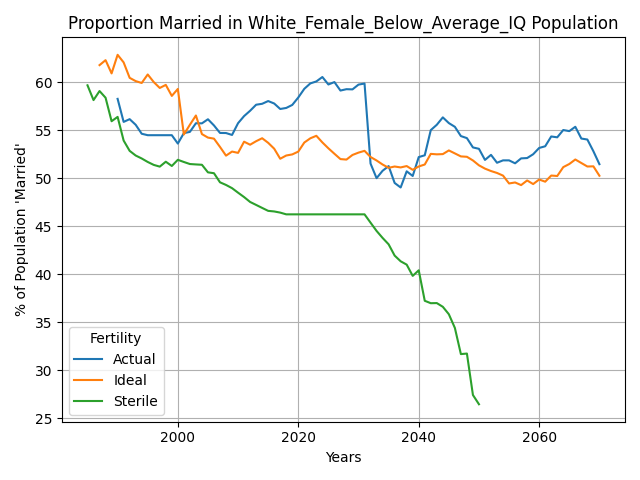 Proportion Married in White_Female_Below_Average_IQ Population
% of Population 'Married'
60
55
50
45
40
35
30
25
Fertility
Actual
Ideal
Sterile
2000 2020 2040 2060
Years